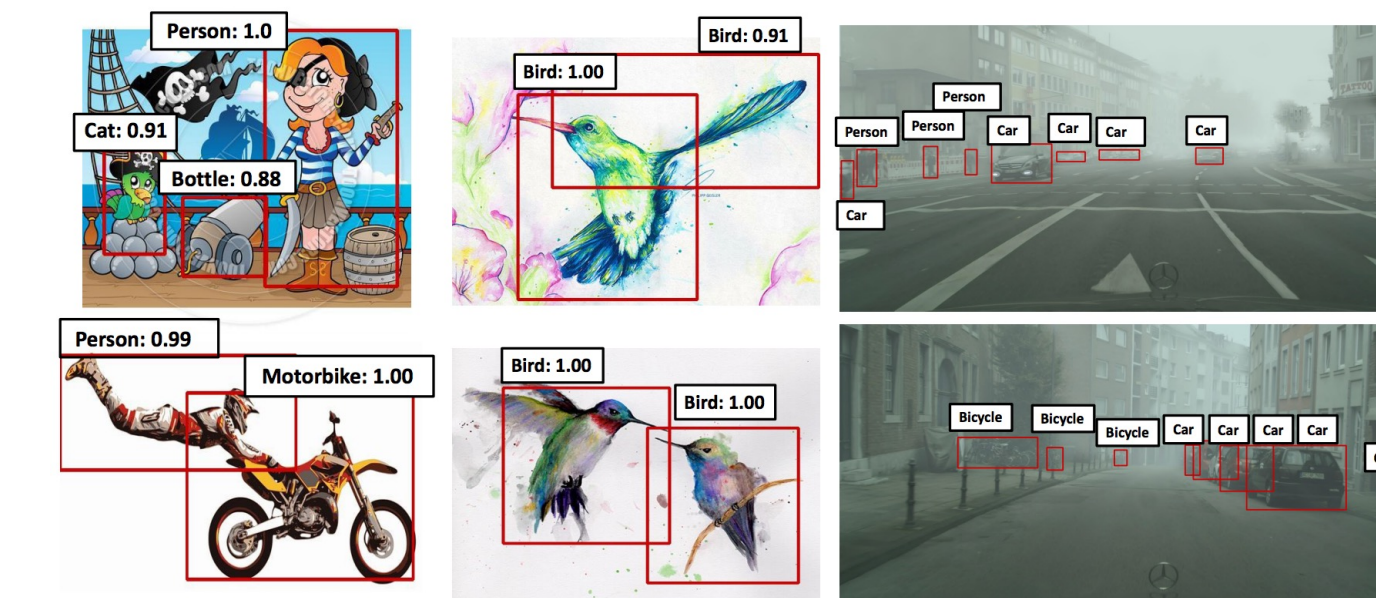 Person: 1.0
Cat: 0.91
Bottle: 0.88
Bird: 0.91
Bird: 1.00
Person
Person
Person
Car
Car
Car
Car
Car
TATTOO
Person: 0.99
Motorbike: 1.00
Bird: 1.00
Bird: 1.00
Bicycle
Bicycle
Bicycle
Car
Car
Car
Car